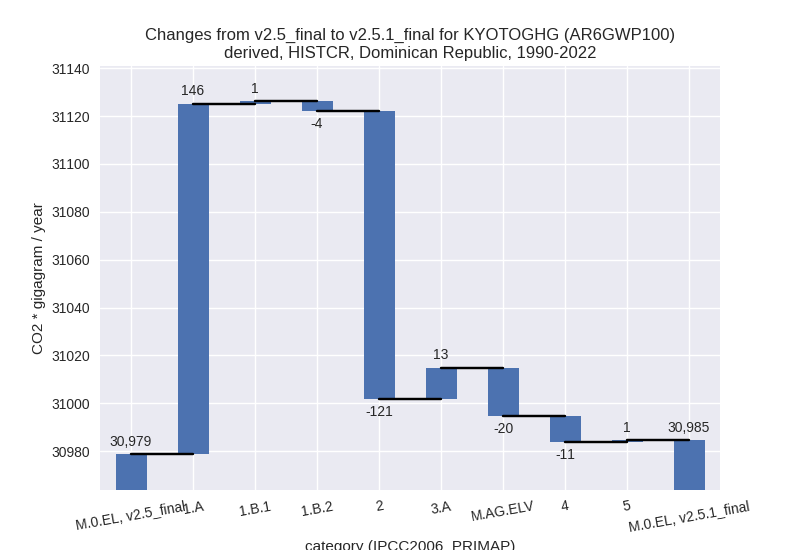 Changes from v2.5_final to v2.5.1_final for KYOTOGHG (AR6GWP100)
derived, HISTCR, Dominican Republic, 1990-2022
31140
31120
31100
31080
31060
31040
31020
31000
30980
CO2 * gigagram / year
30,979
146
1
-4
-121
13
-20
-11
1
30,985
M.0.EL, v2.5_final
1.A
1.B.1
1.B.2
2
3.A
M.AG.ELV
4
5
M.0.EL, v2.5.1_final
category (IPCC2006_PRIMAP)